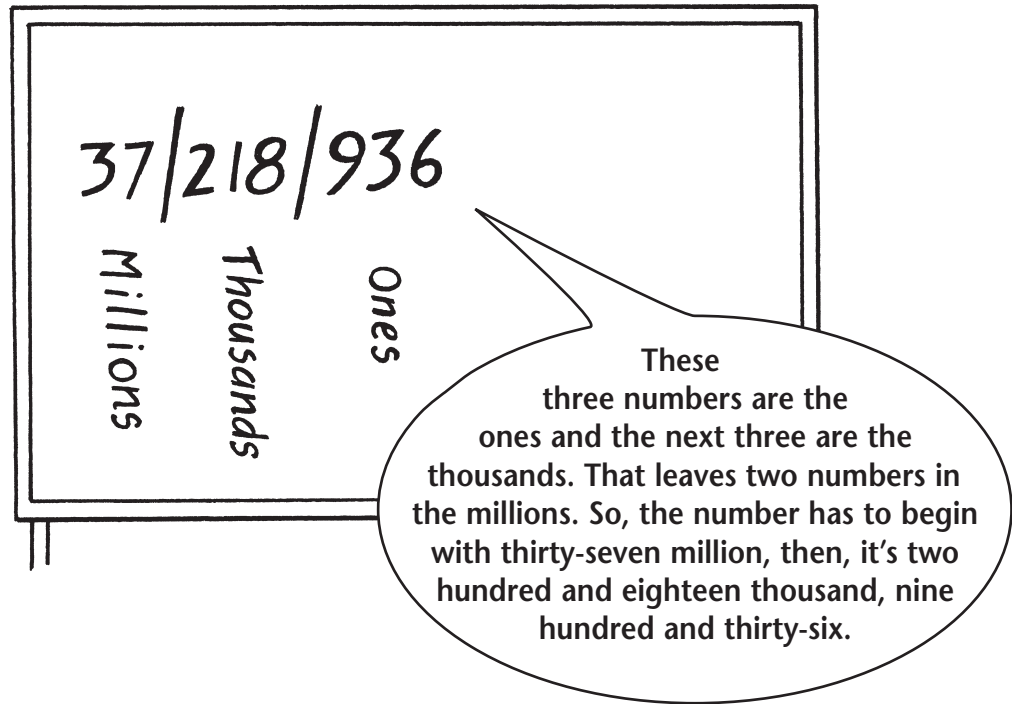 37/218/936
Millions
Thousands
Ones
These
three numbers are the
ones and the next three are the
thousands. That leaves two numbers in
the millions. So, the number has to begin
with thirty-seven million, then, it’s two
hundred and eighteen thousand, nine
hundred and thirty-six.